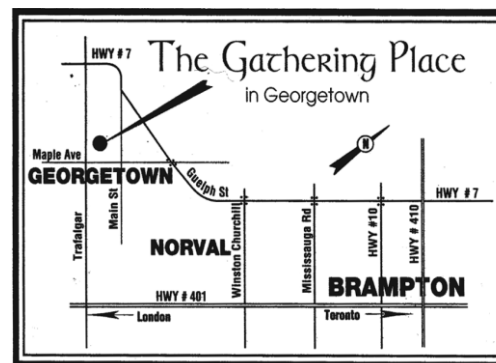 HWY # 7
The Gathering Place
in Georgetown
N
Maple Ave
GEORGETOWN
Guelph St
HWY # 7
Trafalgar
Main St
NORVAL
Winston Churchill
Mississauga Rd
HWY #10
HWY # 410
BRAMPTON
HWY # 401
London
Toronto